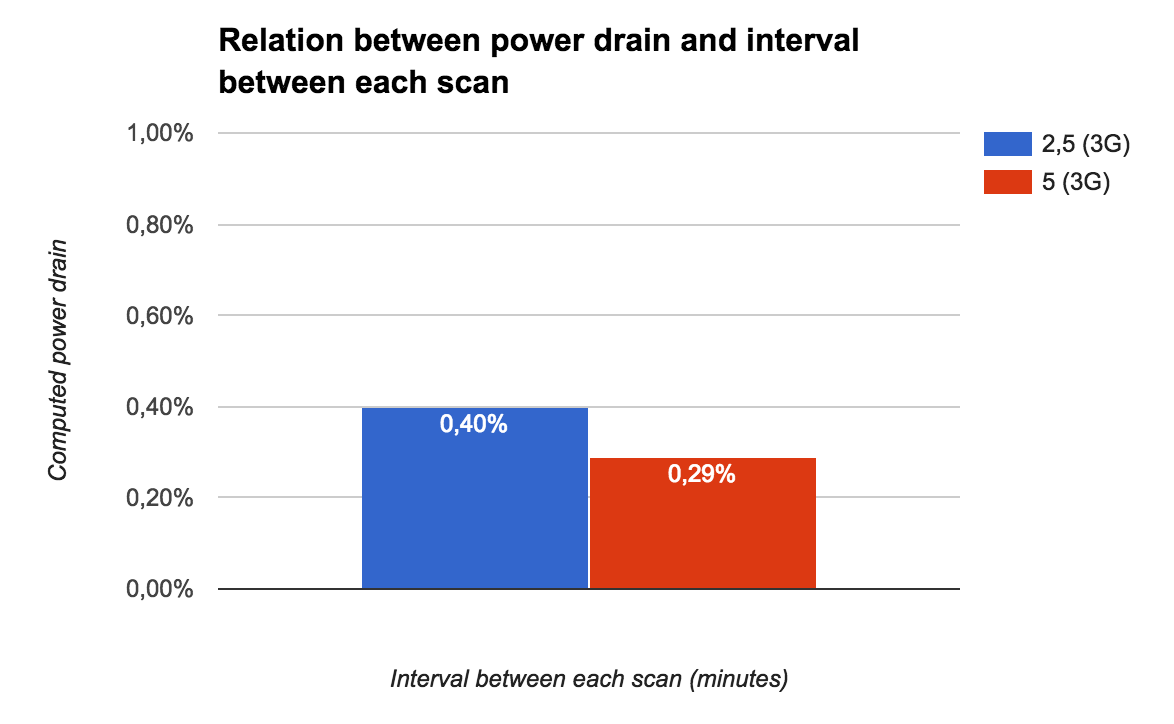 Relation between power drain and interval
between each scan
1,00%
0,80%
0,60%
0,40%
0,20%
0,00%
Computed power drain
0,40%
0,29%
Interval between each scan (minutes)
2,5 (3G)
5 (3G)